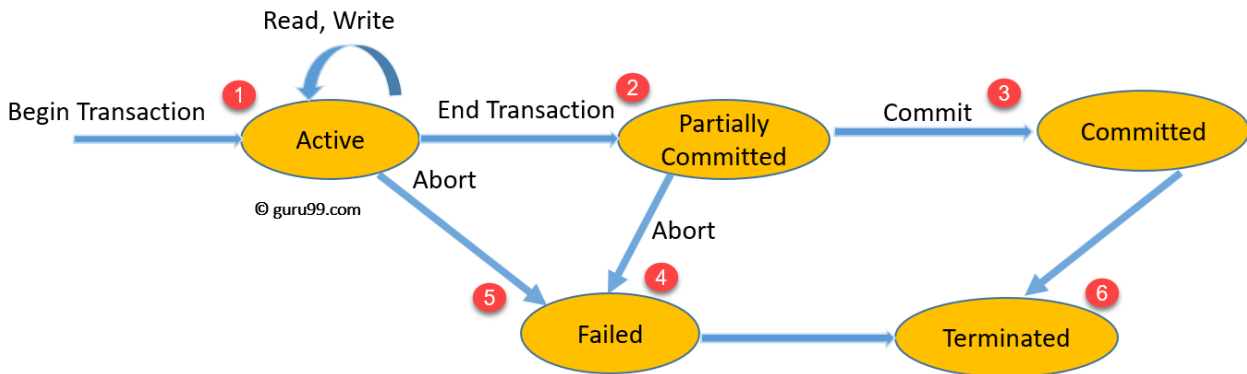 Read, Write
1
2
3
Begin Transaction
End Transaction
Commit
Active
Partially
Committed
Committed
Abort
© guru99.com
Abort
5
4
6
Failed
Terminated